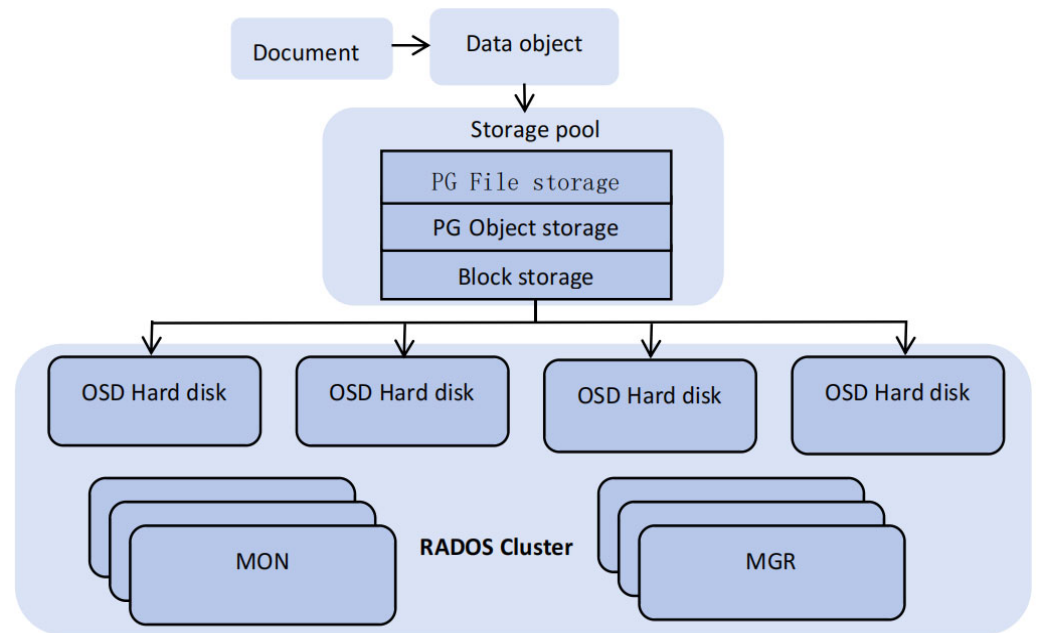 Document
Data object
Storage pool
PG File storage
PG Object storage
Block storage
OSD Hard disk
OSD Hard disk
OSD Hard disk
OSD Hard disk
MON
RADOS Cluster
MGR